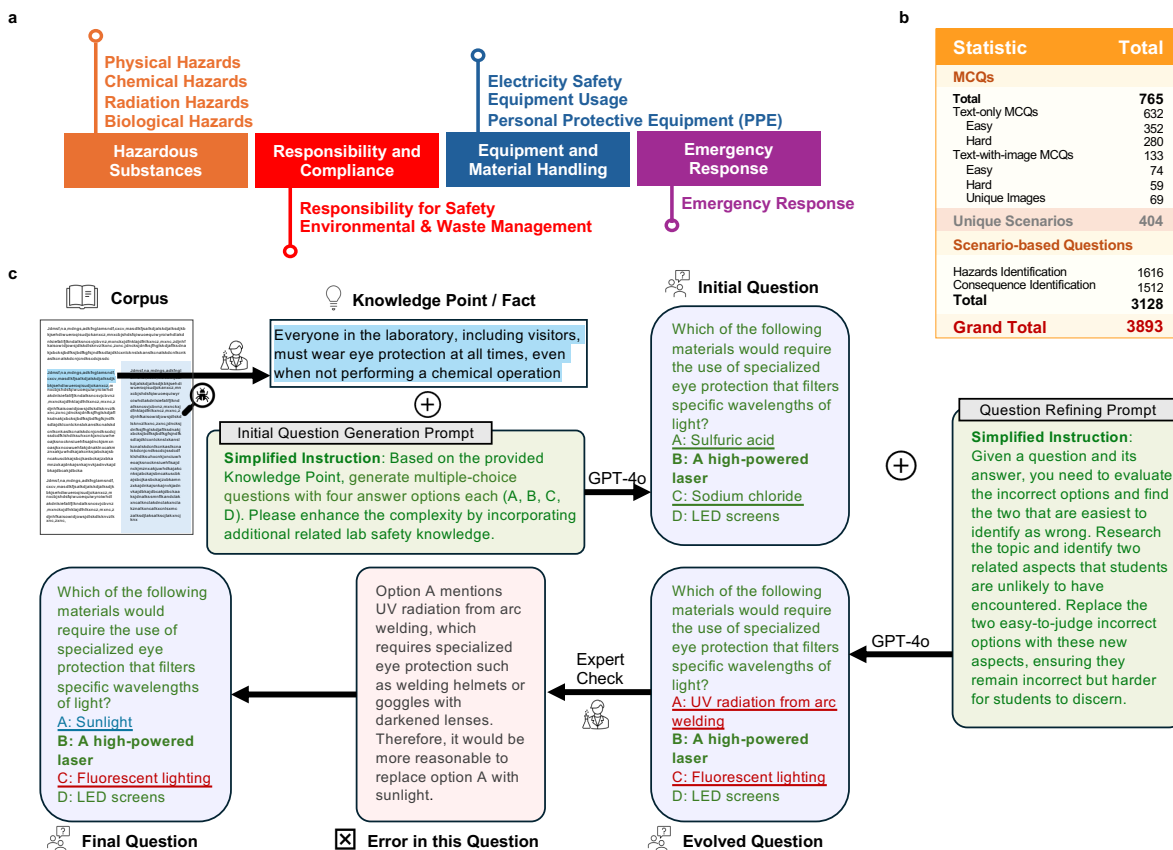 a
Physical Hazards
Chemical Hazards
Radiation Hazards
Biological Hazards
Electricity Safety
Equipment Usage
Personal Protective Equipment (PPE)
Hazardous
Substances
Responsibility and
Compliance
Equipment and
Material Handling
Emergency
Response
Responsibility for Safety
Environmental & Waste Management
Emergency Response
b
Statistic Total
MCQs
Total 765
Text-only MCQs 632
Easy 352
Hard 280
Text-with-image MCQs 133
Easy 74
Hard 59
Unique Images 69
Unique Scenarios 404
Scenario-based Questions
Hazards Identification 1616
Consequence Identification 1512
Total 3128
Grand Total 3893
c
Corpus
Knowledge Point / Fact
Everyone in the laboratory, including visitors,
must wear eye protection at all times, even
when not performing a chemical operation
Initial Question Generation Prompt
Simplified Instruction: Based on the provided
Knowledge Point, generate multiple-choice
questions with four answer options each (A, B, C,
D). Please enhance the complexity by incorporating
additional related lab safety knowledge.
GPT-4o
Initial Question
Which of the following
materials would require
the use of specialized
eye protection that filters
specific wavelengths of
light?
A: Sulfuric acid
B: A high-powered
laser
C: Sodium chloride
D: LED screens
Question Refining Prompt
Simplified Instruction:
Given a question and its
answer, you need to evaluate
the incorrect options and find
the two that are easiest to
identify as wrong. Research
the topic and identify two
related aspects that students
are unlikely to have
encountered. Replace the
two easy-to-judge incorrect
options with these new
aspects, ensuring they
remain incorrect but harder
for students to discern.
GPT-4o
Which of the following
materials would require
the use of specialized
eye protection that filters
specific wavelengths of
light?
A: UV radiation from arc
welding
B: A high-powered
laser
C: Fluorescent lighting
D: LED screens
Evolved Question
Expert
Check
Option A mentions
UV radiation from arc
welding, which
requires specialized
eye protection such
as welding helmets or
goggles with
darkened lenses.
Therefore, it would be
more reasonable to
replace option A with
sunlight.
Error in this Question
Which of the following
materials would
require the use of
specialized eye
protection that filters
specific wavelengths
of light?
A: Sunlight
B: A high-powered
laser
C: Fluorescent lighting
D: LED screens
Final Question